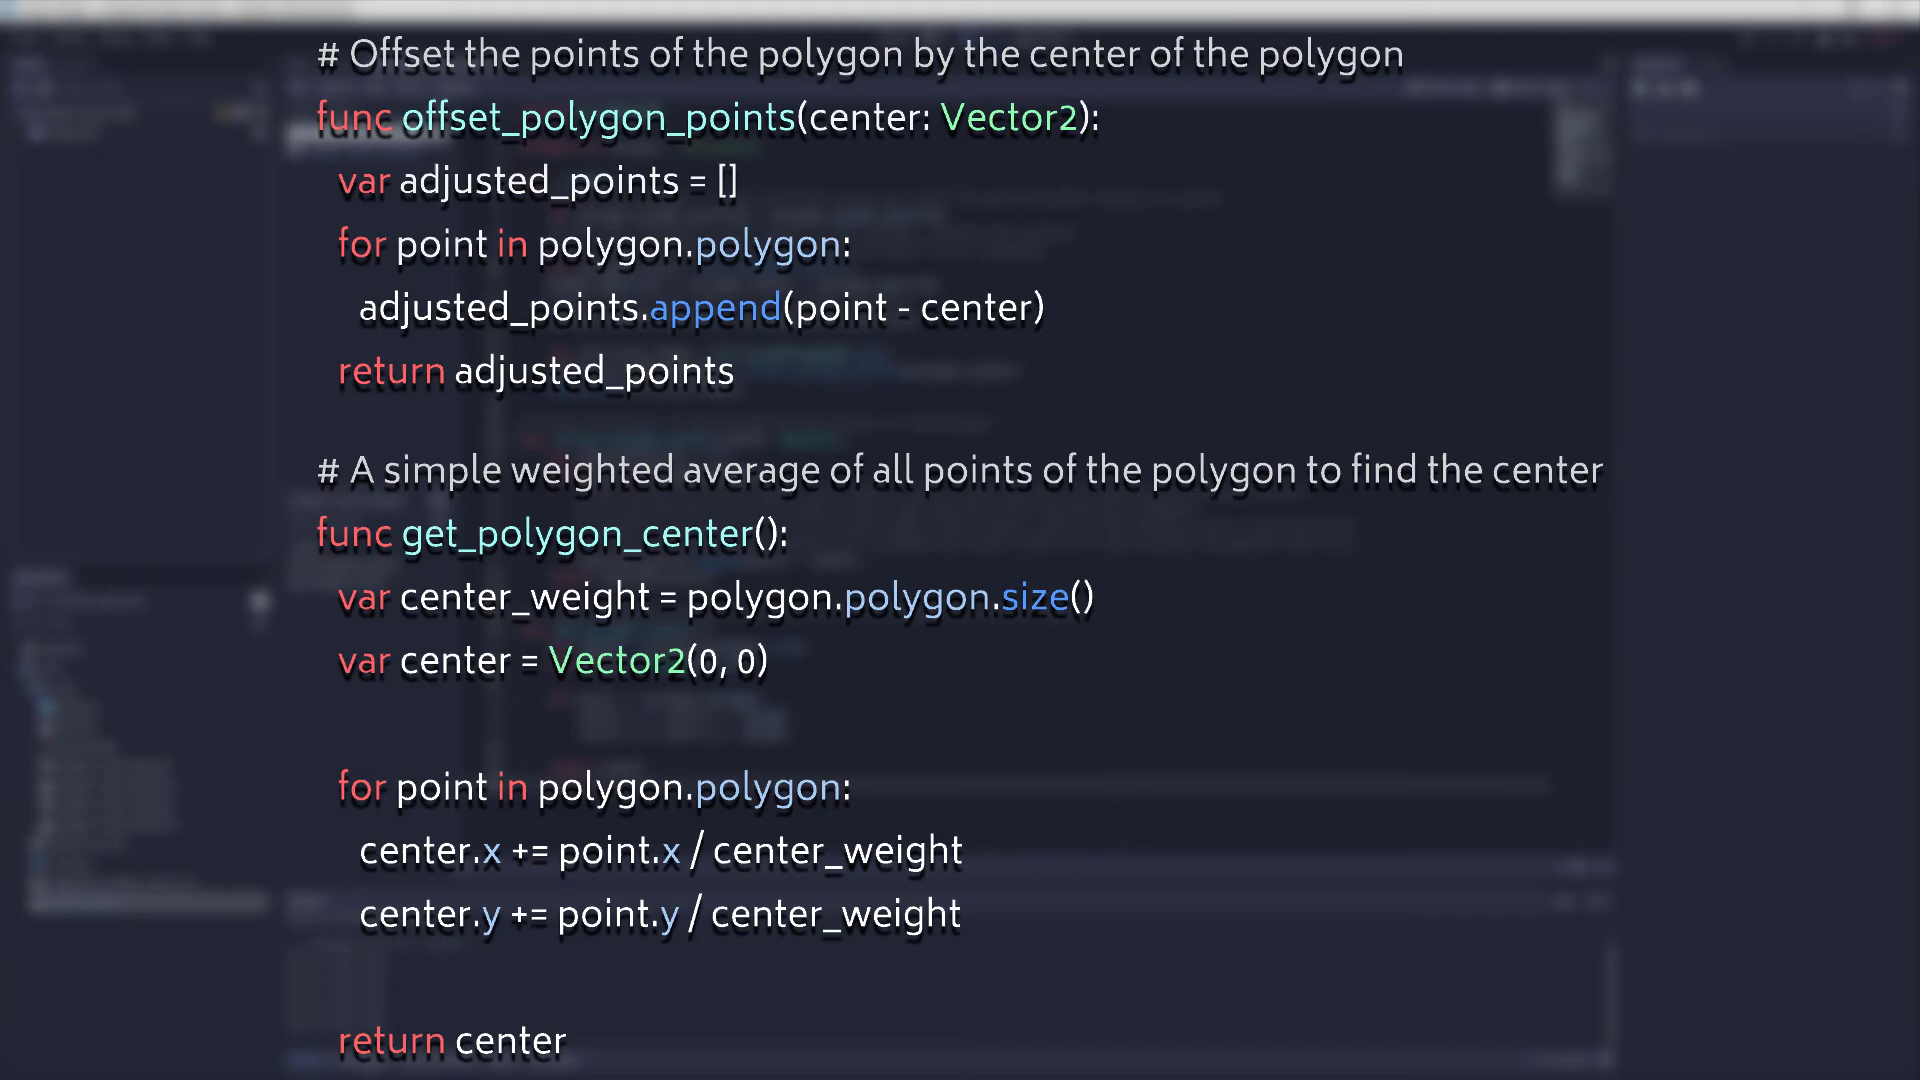 # Offset the points of the polygon by the center of the polygon
func offset_polygon_points(center: Vector2):
var adjusted_points = []
for point in polygon.polygon:
adjusted_points.append(point - center)
return adjusted_points
# A simple weighted average of all points of the polygon to find the center
func get_polygon_center():
var center_weight = polygon.polygon.size()
var center = Vector2(0, 0)
for point in polygon.polygon:
center.x += point.x / center_weight
center.y += point.y / center_weight
return center